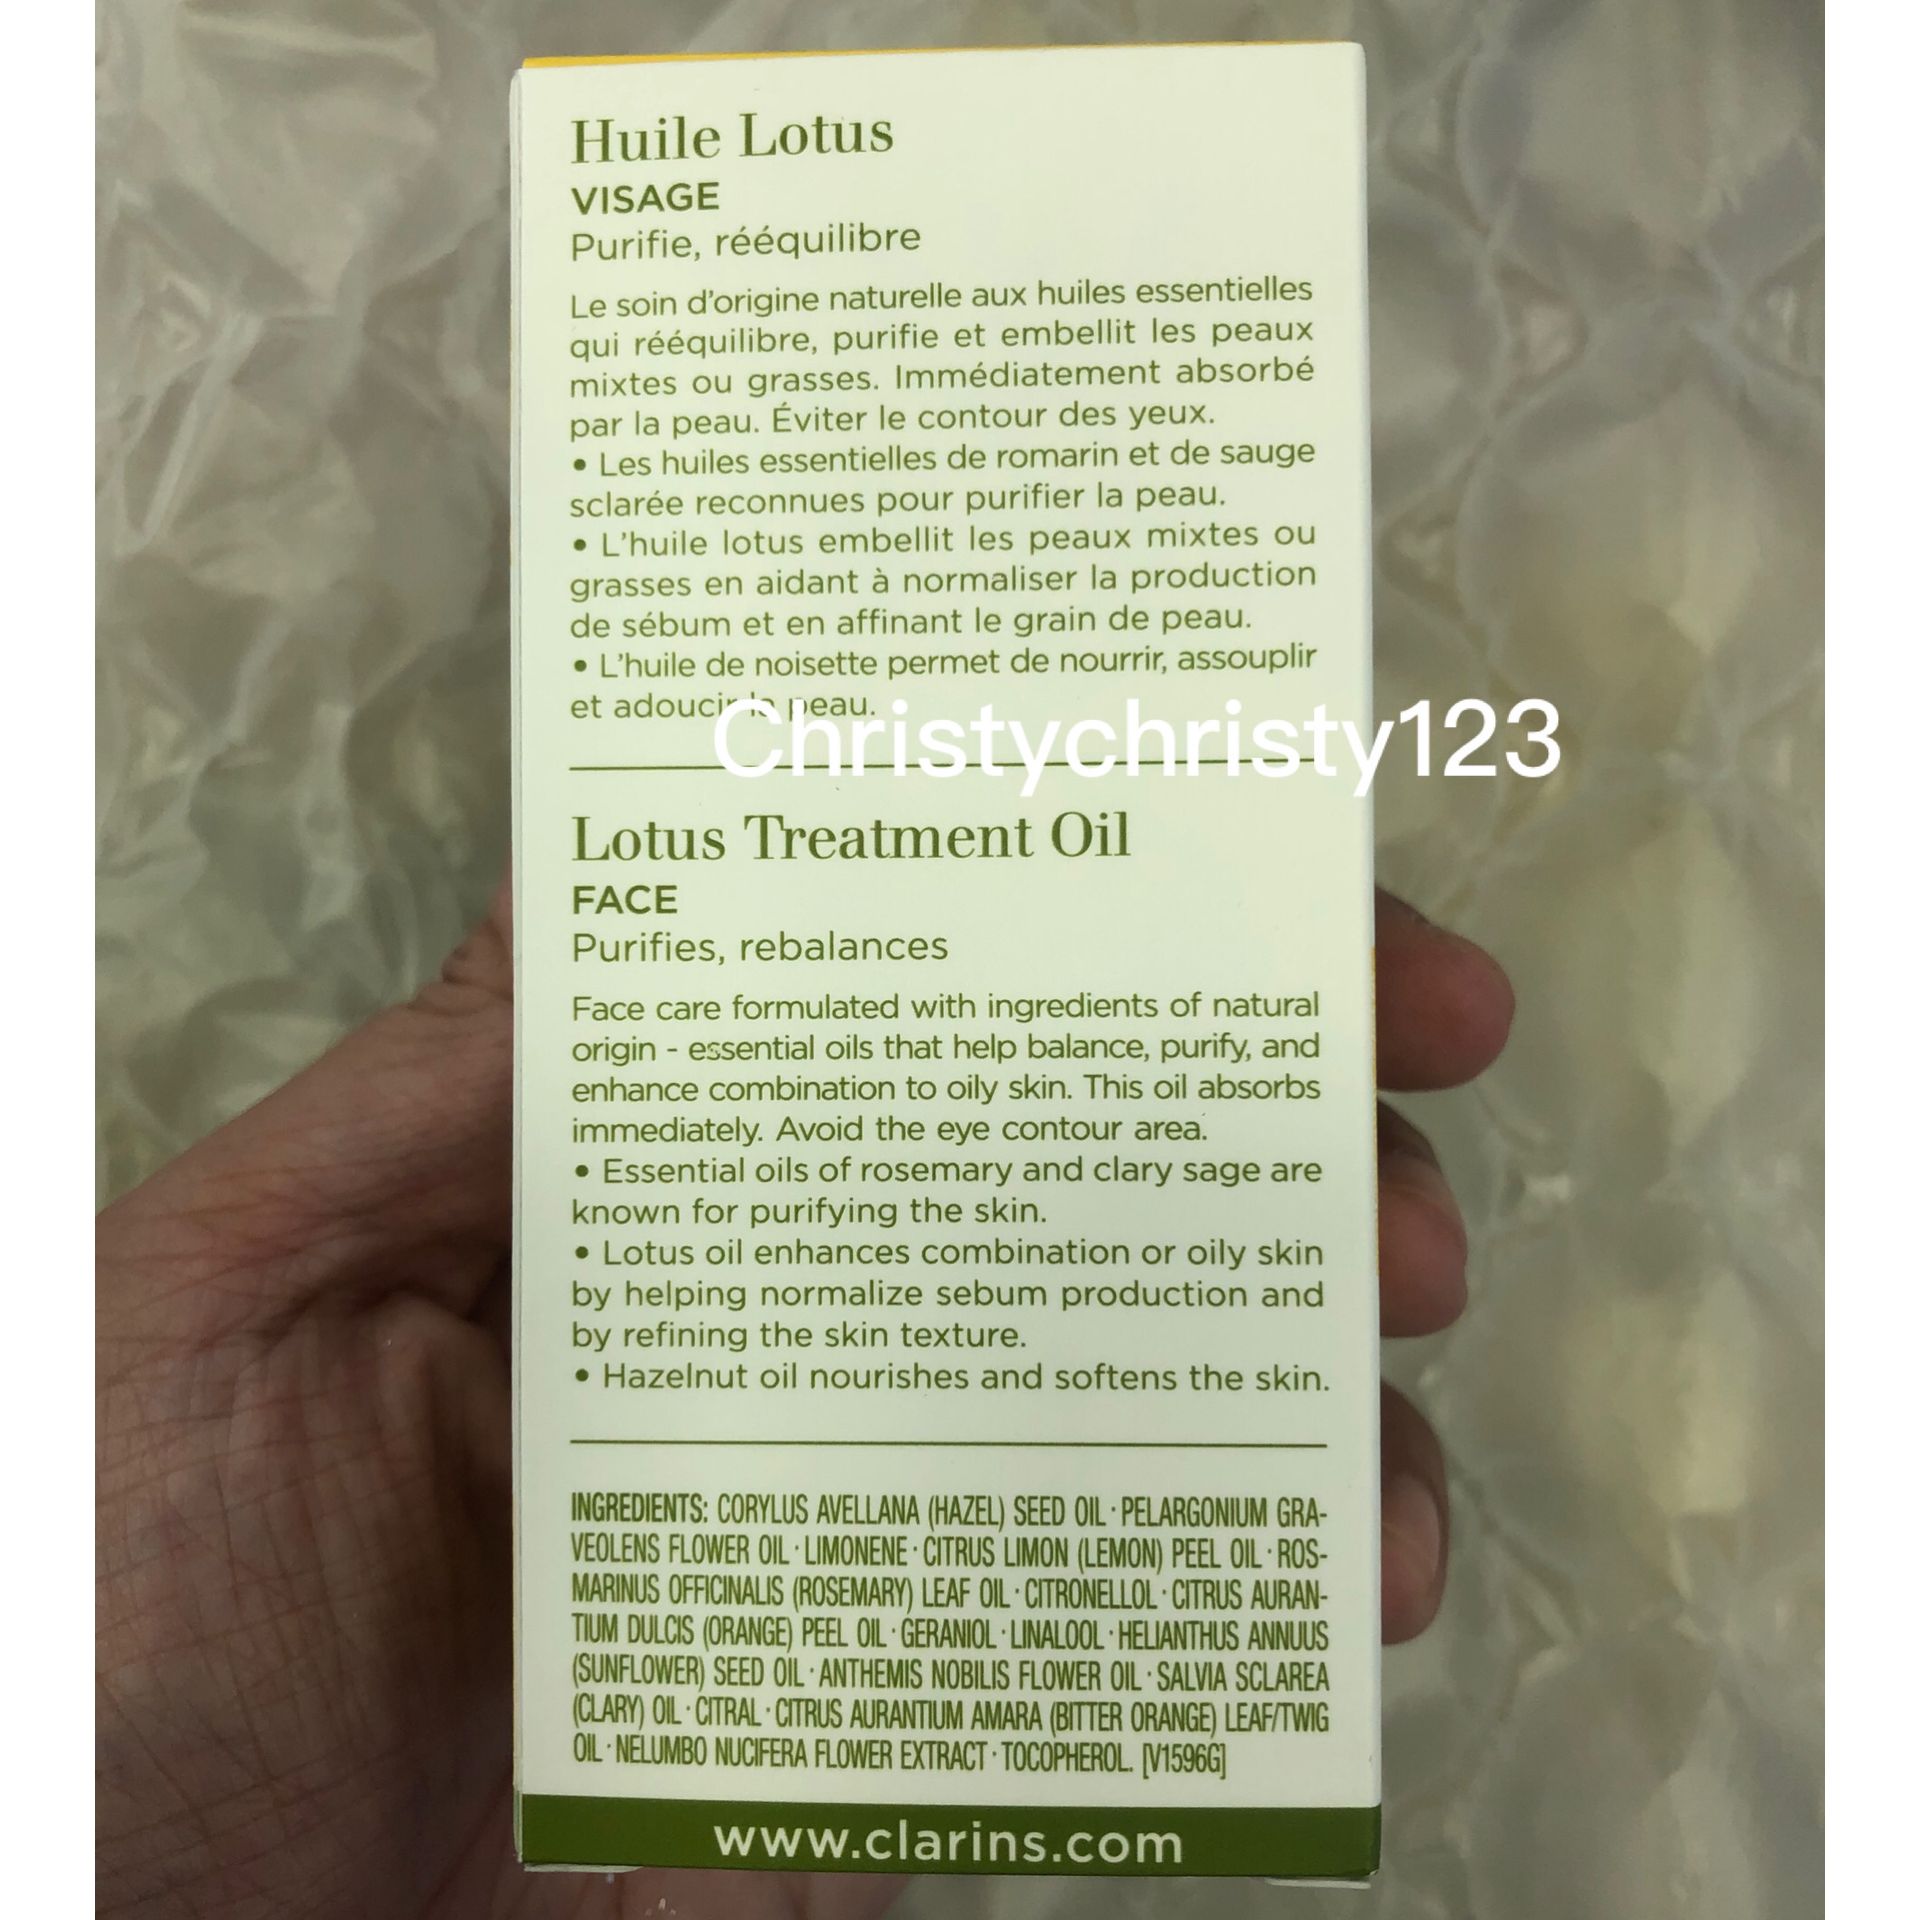 Huile Lotus
VISAGE
Purifie, rééquilibre
Le soin d'origine naturelle aux huiles essentielles
qui rééquilibre, purifie et embellit les peaux
mixtes ou grasses. Immédiatement absorbé
par la peau. Éviter le contour des yeux.
• Les huiles essentielles de romarin et de sauge
sclarée reconnues pour purifier la peau.
• L'huile lotus embellit les peaux mixtes ou
grasses en aidant à normaliser la production
de sébum et en affinant le grain de peau.
• L'huile de noisette permet de nourrir, assouplir
et adoucir la peau.
Christychristy123
Lotus Treatment Oil
FACE
Purifies, rebalances
Face care formulated with ingredients of natural
origin - essential oils that help balance, purify, and
enhance combination to oily skin. This oil absorbs
immediately. Avoid the eye contour area.
• Essential oils of rosemary and clary sage are
known for purifying the skin.
• Lotus oil enhances combination or oily skin
by helping normalize sebum production and
by refining the skin texture.
• Hazelnut oil nourishes and softens the skin.
INGREDIENTS: CORYLUS AVELLANA (HAZEL) SEED OIL · PELARGONIUM GRA-
VEOLENS FLOWER OIL · LIMONENE · CITRUS LIMON (LEMON) PEEL OIL · ROS-
MARINUS OFFICINALIS (ROSEMARY) LEAF OIL · CITRONELLOL · CITRUS AURAN-
TIUM DULCIS (ORANGE) PEEL OIL · GERANIOL · LINALOOL · HELIANTHUS ANNUUS
(SUNFLOWER) SEED OIL · ANTHEMIS NOBILIS FLOWER OIL · SALVIA SCLAREA
(CLARY) OIL · CITRAL · CITRUS AURANTIUM AMARA (BITTER ORANGE) LEAF/TWIG
OIL · NELUMBO NUCIFERA FLOWER EXTRACT · TOCOPHEROL. [V1596G]
www.clarins.com